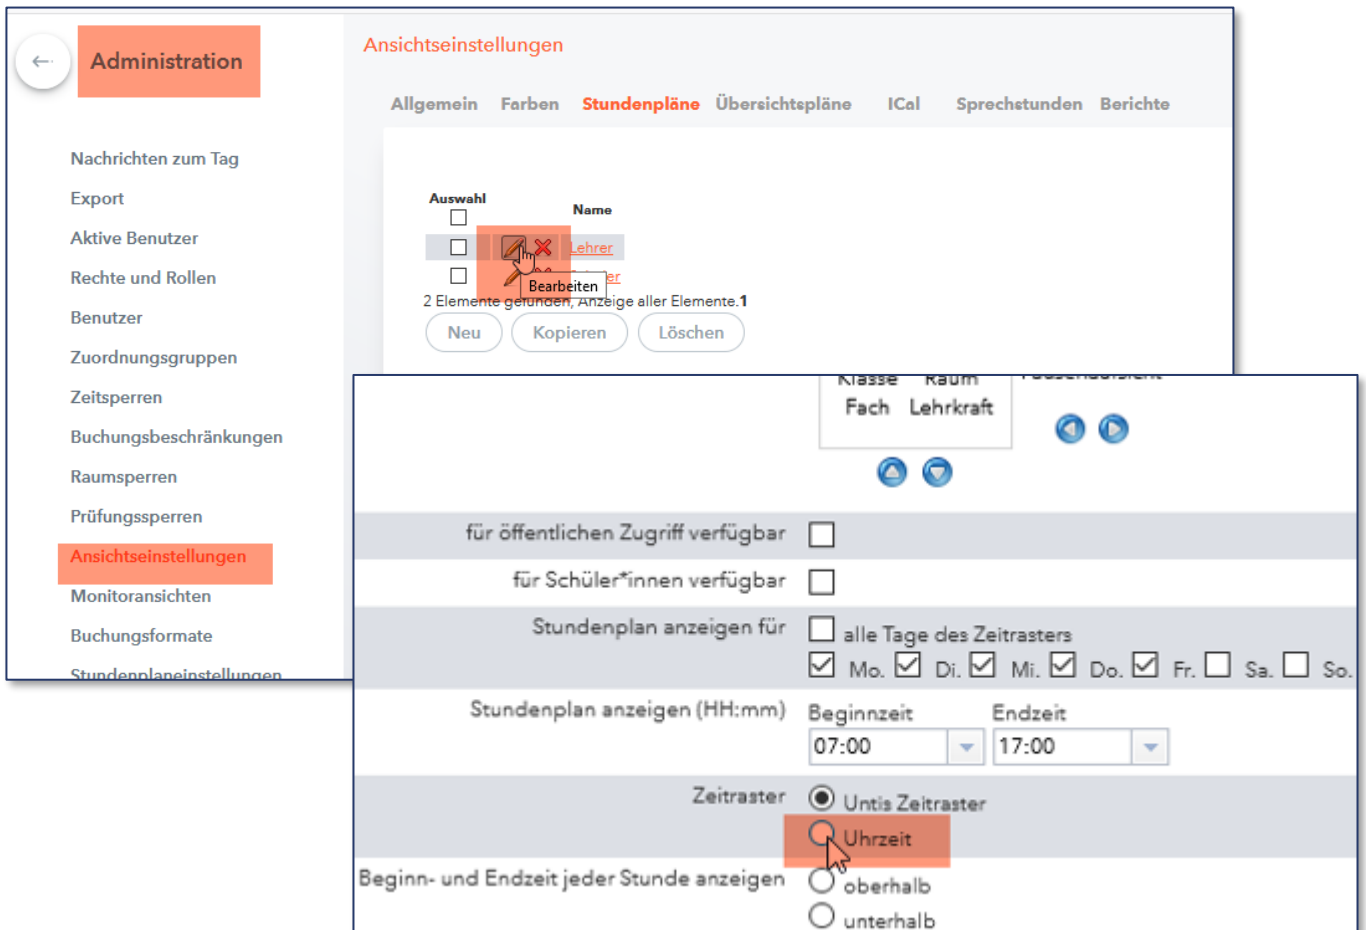 Administration
Nachrichten zum Tag
Export
Aktive Benutzer
Rechte und Rollen
Benutzer
Zuordnungsgruppen
Zeitsperren
Buchungsbeschränkungen
Raumsperren
Prüfungssperren
Ansichtseinstellungen
Monitoransichten
Buchungsformate
Stundenplaneinstellungen
Ansichtseinstellungen
Allgemein Farben Stundenpläne Übersichtspläne ICal Sprechstunden Berichte
Auswahl
Name
Lehrer
Bearbeiten
2 Elemente gefunden, Anzeige aller Elemente.1
Neu Kopieren Löschen
Klasse Raum
Fach Lehrkraft
für öffentlichen Zugriff verfügbar
für Schüler*innen verfügbar
Stundenplan anzeigen für alle Tage des Zeitrasters
Mo. Di. Mi. Do. Fr. Sa. So.
Stundenplan anzeigen (HH:mm) Beginnzeit Endzeit
07:00 17:00
Zeitraster Untis Zeitraster
Uhrzeit
Beginn- und Endzeit jeder Stunde anzeigen oberhalb
unterhalb